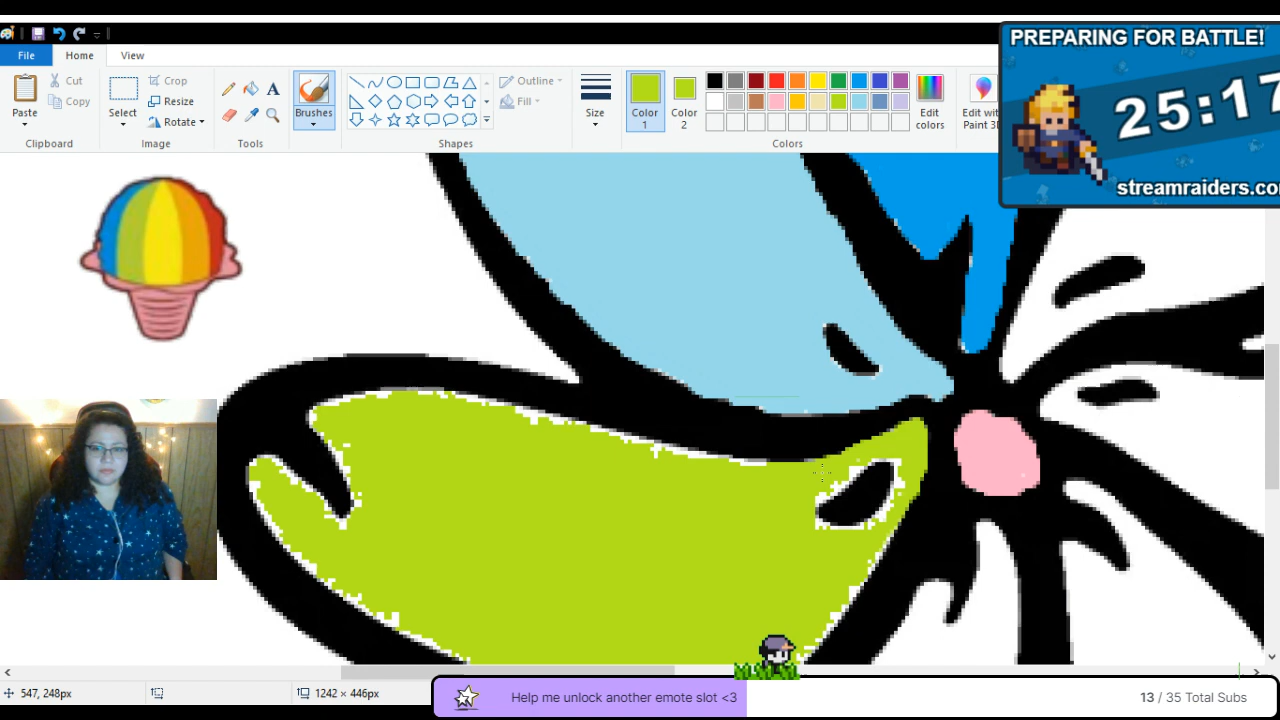 File Home View
Paste
Cut
Copy
Clipboard
Select
Crop
Resize
Rotate
Image
Tools
Brushes
Shapes
Outline
Fill
Size
Color 1
Color 2
Edit colors
Edit with Paint 3D
Colors
PREPARING FOR BATTLE!
25:17
streamraiders.co
547, 248px
1242 × 446px
Help me unlock another emote slot <3
13 / 35 Total Subs